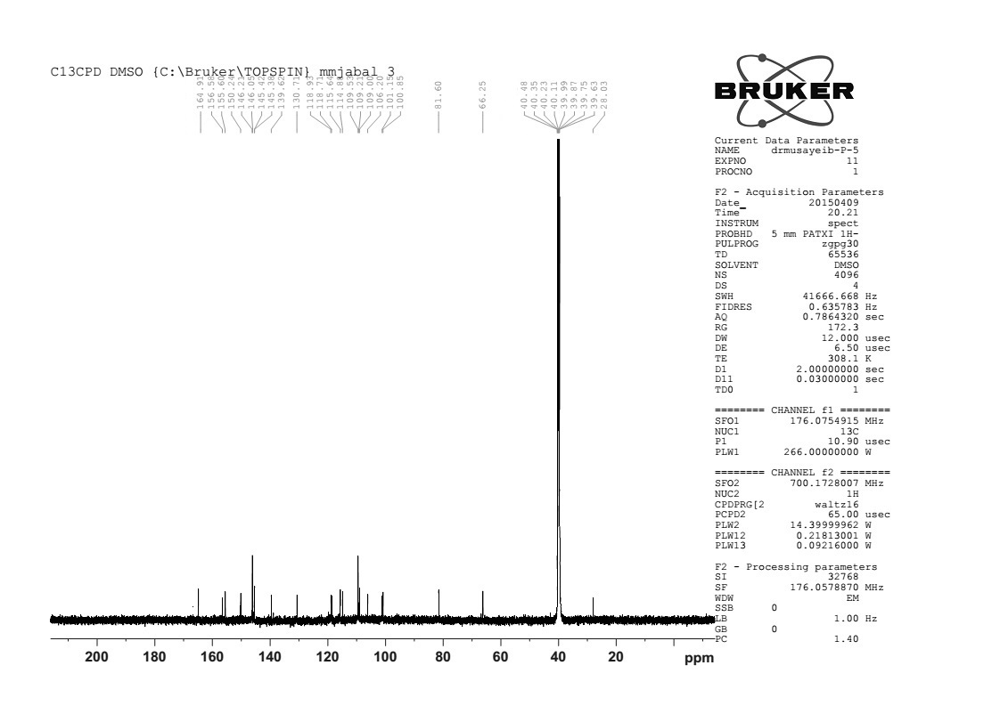 C13CPD DMSO {C:\Bruker\TOPSPIN} mmjabal 3
164.91
156.58
155.60
150.24
146.21
146.05
145.42
145.38
139.62
130.71
118.93
118.71
115.64
114.88
109.53
109.21
109.00
106.20
101.15
100.85
81.60
66.25
40.48
40.35
40.23
40.11
39.99
39.87
39.75
39.63
28.03
BRUKER
Current Data Parameters
NAME drmusayeib-P-5
EXPNO 11
PROCNO 1
F2 - Acquisition Parameters
Date_ 20150409
Time 20.21
INSTRUM spect
PROBHD 5 mm PATXI 1H-
PULPROG zgpg30
TD 65536
SOLVENT DMSO
NS 4096
DS 4
SWH 41666.668 Hz
FIDRES 0.635783 Hz
AQ 0.7864320 sec
RG 172.3
DW 12.000 usec
DE 6.50 usec
TE 308.1 K
D1 2.00000000 sec
D11 0.03000000 sec
TD0 1
======== CHANNEL f1 ========
SFO1 176.0754915 MHz
NUC1 13C
P1 10.90 usec
PLW1 266.00000000 W
======== CHANNEL f2 ========
SFO2 700.1728007 MHz
NUC2 1H
CPDPRG[2 waltz16
PCPD2 65.00 usec
PLW2 14.39999962 W
PLW12 0.21813001 W
PLW13 0.09216000 W
F2 - Processing parameters
SI 32768
SF 176.0578870 MHz
WDW EM
SSB 0
LB 1.00 Hz
GB 0
PC 1.40
200 180 160 140 120 100 80 60 40 20 ppm